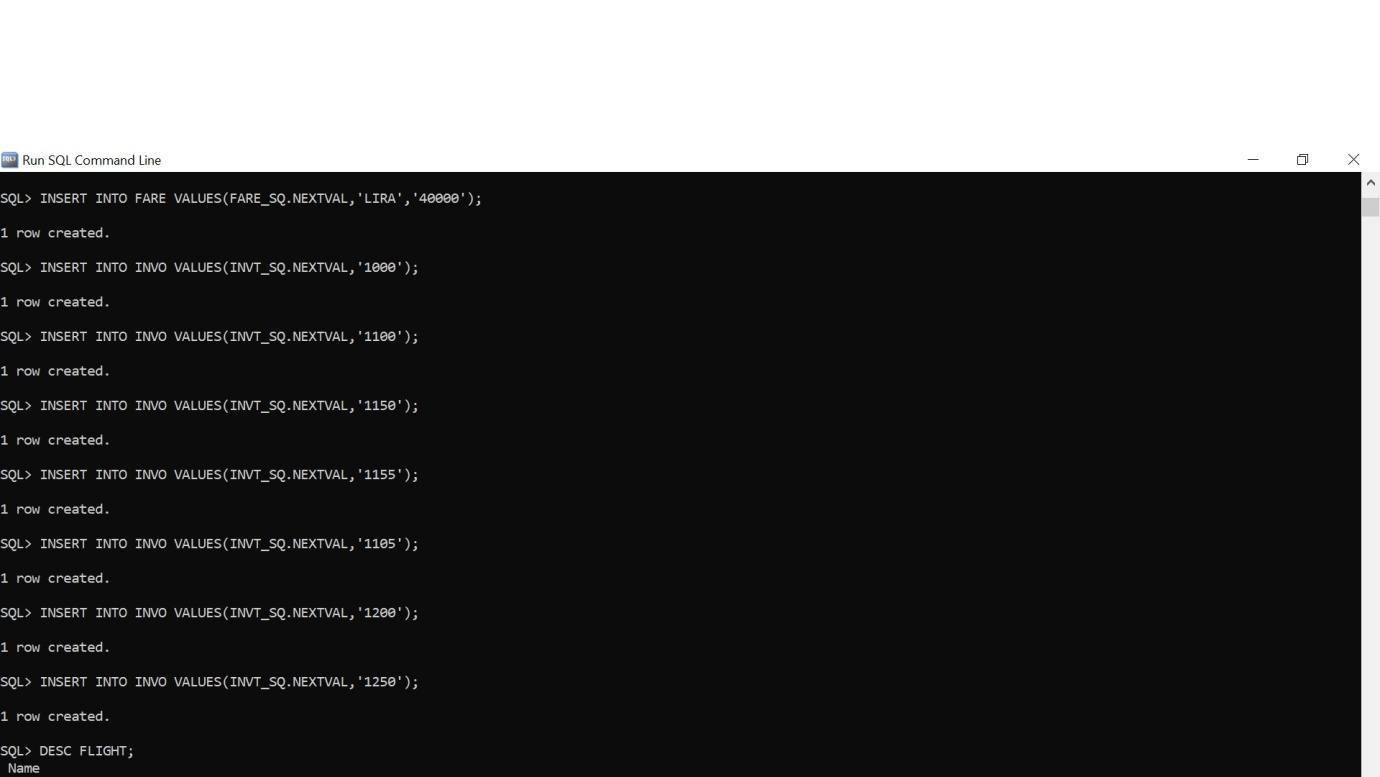 Run SQL Command Line
SQL> INSERT INTO FARE VALUES(FARE_SQ.NEXTVAL,'LIRA','40000');
1 row created.
SQL> INSERT INTO INVO VALUES(INVT_SQ.NEXTVAL,'1000');
1 row created.
SQL> INSERT INTO INVO VALUES(INVT_SQ.NEXTVAL,'1100');
1 row created.
SQL> INSERT INTO INVO VALUES(INVT_SQ.NEXTVAL,'1150');
1 row created.
SQL> INSERT INTO INVO VALUES(INVT_SQ.NEXTVAL,'1155');
1 row created.
SQL> INSERT INTO INVO VALUES(INVT_SQ.NEXTVAL,'1105');
1 row created.
SQL> INSERT INTO INVO VALUES(INVT_SQ.NEXTVAL,'1200');
1 row created.
SQL> INSERT INTO INVO VALUES(INVT_SQ.NEXTVAL,'1250');
1 row created.
SQL> DESC FLIGHT;
Name